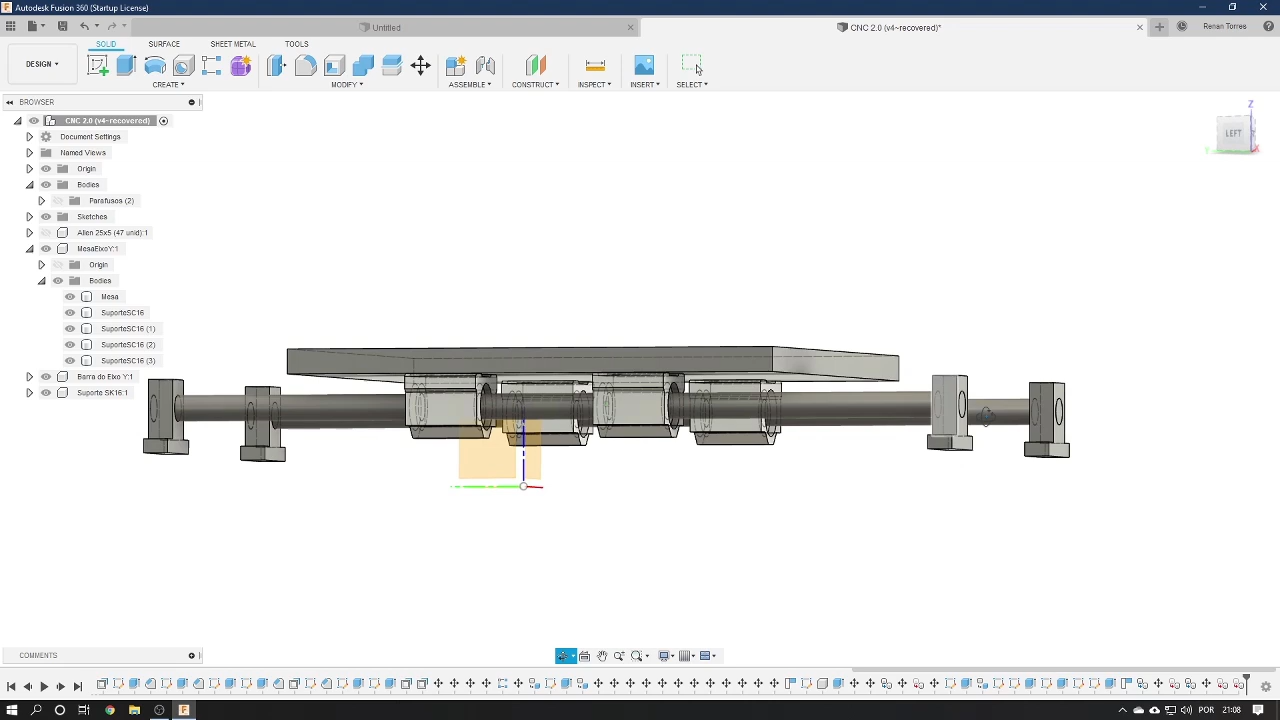 Autodesk Fusion 360 (Startup License)
Untitled
CNC 2.0 (v4~recovered)*
Renan Torres
SOLID SURFACE SHEET METAL TOOLS
DESIGN
CREATE MODIFY ASSEMBLE CONSTRUCT INSPECT INSERT SELECT
BROWSER
CNC 2.0 (v4~recovered)
Document Settings
Named Views
Origin
Bodies
Parafusos (2)
Sketches
Allen 25x5 (47 unid):1
MesaEixoY:1
Origin
Bodies
Mesa
SuporteSC16
SuporteSC16 (1)
SuporteSC16 (2)
SuporteSC16 (3)
Barra do Eixo Y:1
Suporte SK16:1
Z
LEFT
Y
X
COMMENTS
POR 21:08